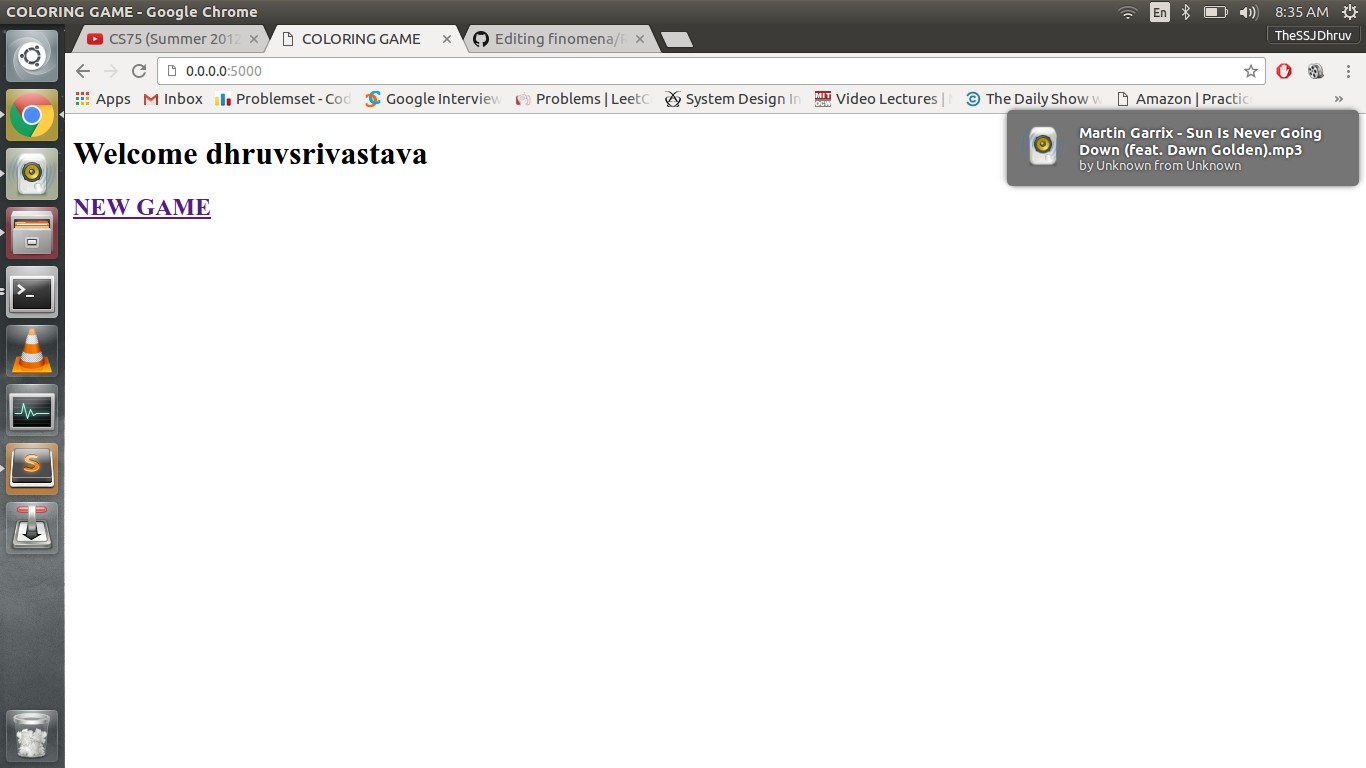 COLORING GAME - Google Chrome
En
8:35 AM
TheSSJDhruv
CS75 (Summer 2012
COLORING GAME
Editing finomena/
0.0.0.0:5000
Apps
Inbox
Problemset - Cod
Google Interview
Problems | LeetC
System Design In
MIT OCW
Video Lectures |
The Daily Show w
Amazon | Practic
»
Martin Garrix - Sun Is Never Going
Down (feat. Dawn Golden).mp3
by Unknown from Unknown
Welcome dhruvsrivastava
NEW GAME